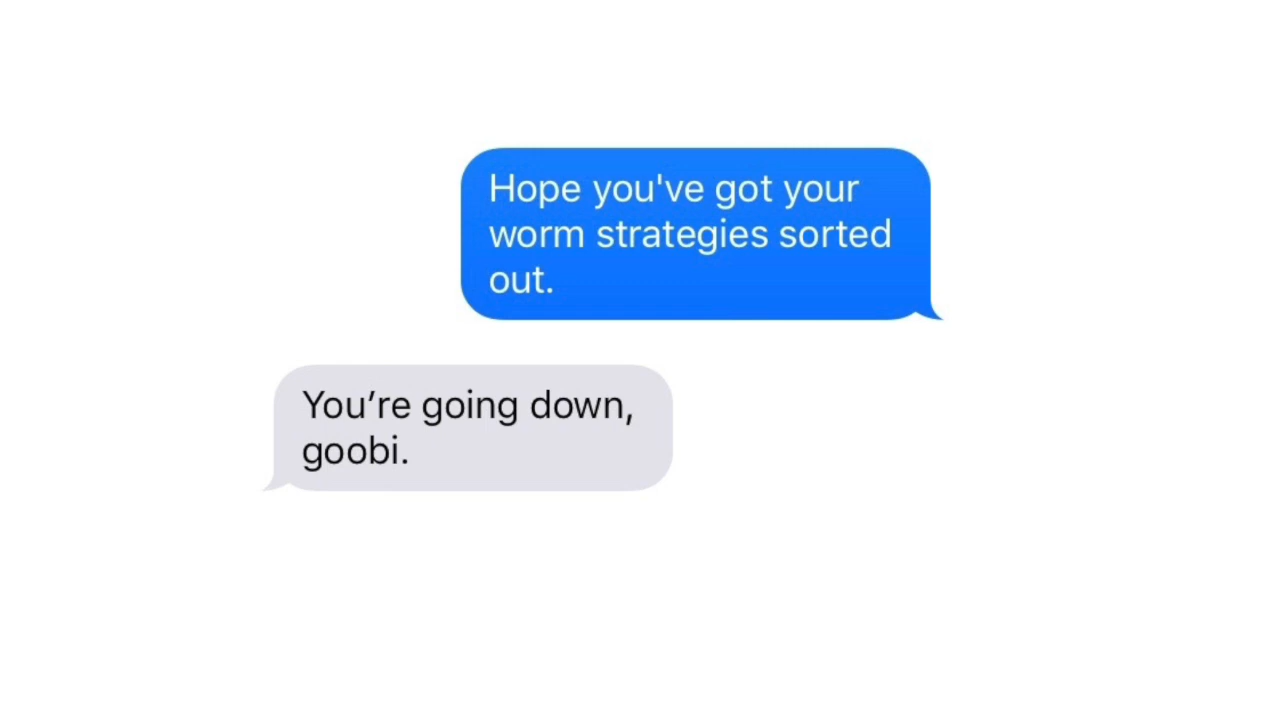 Hope you've got your
worm strategies sorted
out.
You’re going down,
goobi.